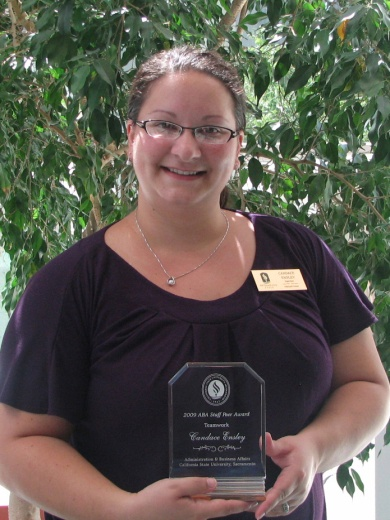 2009 ABA Staff Peer Award
Teamwork
Candace Ensley
Administration & Business Affairs
California State University, Sacramento